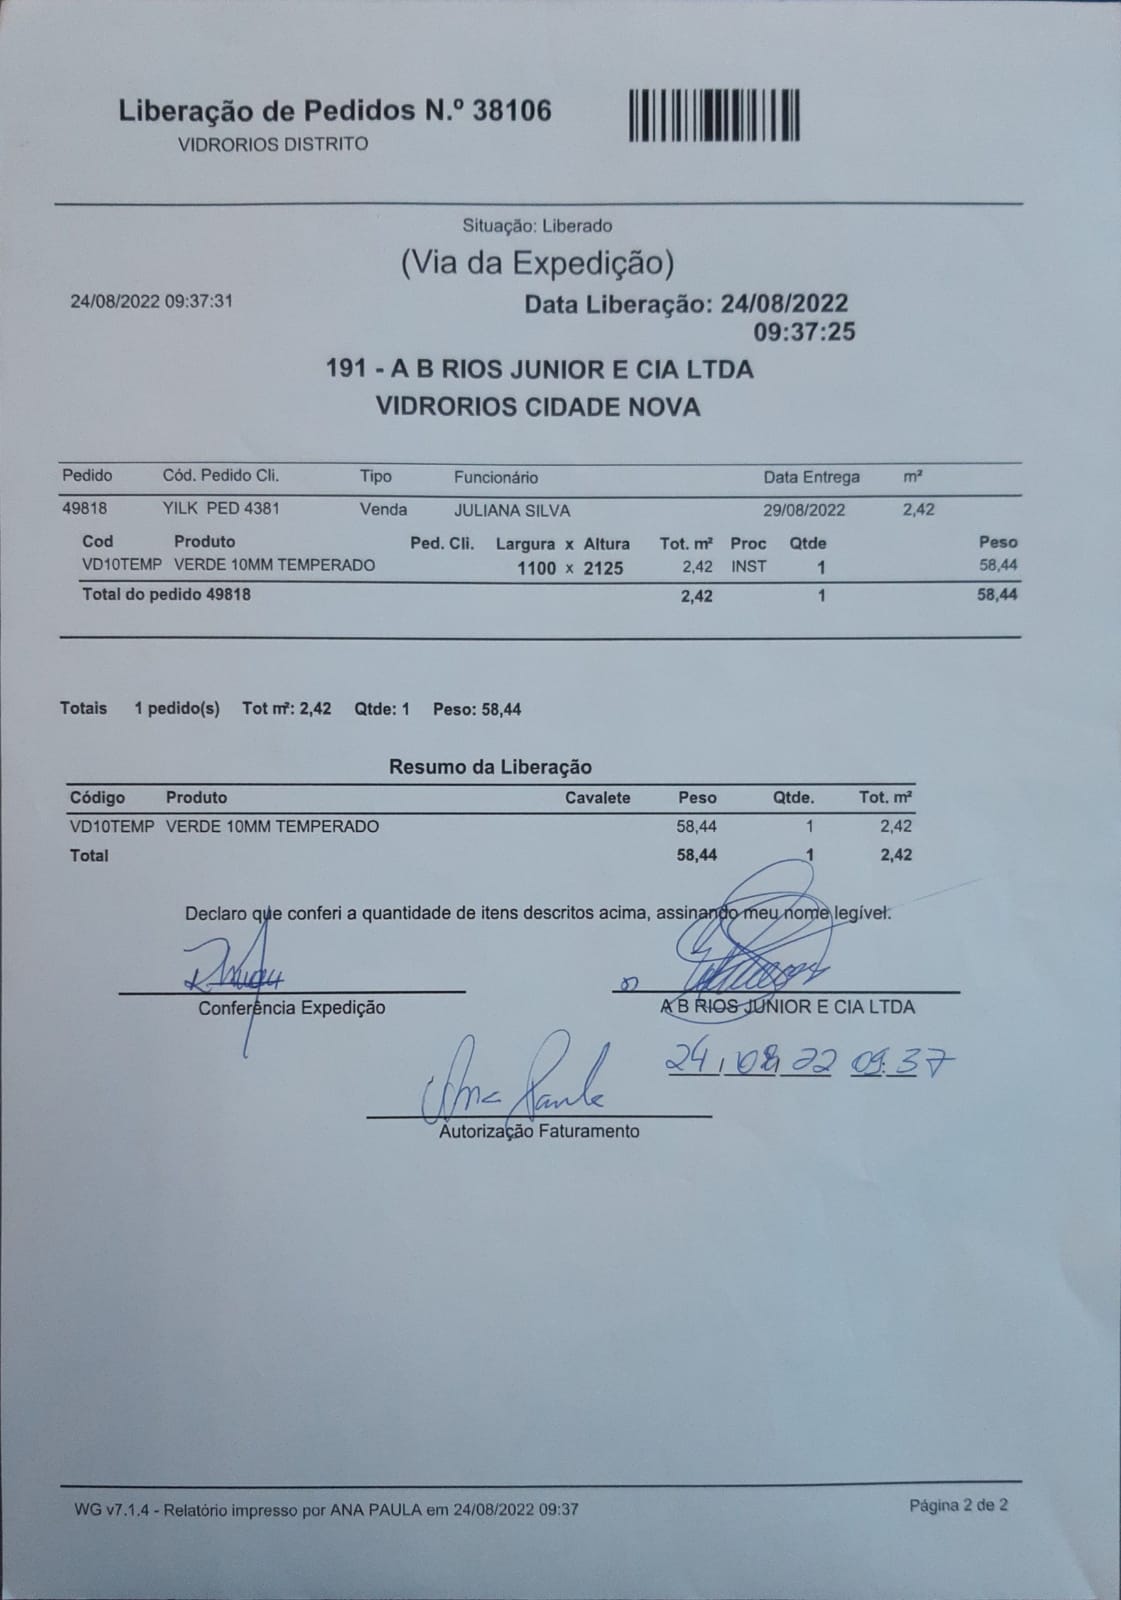 Liberação de Pedidos N.º 38106
VIDRORIOS DISTRITO
Situação: Liberado
(Via da Expedição)
24/08/2022 09:37:31 Data Liberação: 24/08/2022
09:37:25
191 - A B RIOS JUNIOR E CIA LTDA
VIDRORIOS CIDADE NOVA
Pedido Cód. Pedido Cli. Tipo Funcionário Data Entrega m²
49818 YILK PED 4381 Venda JULIANA SILVA 29/08/2022 2,42
Cod Produto Ped. Cli. Largura x Altura Tot. m² Proc Qtde Peso
VD10TEMP VERDE 10MM TEMPERADO 1100 x 2125 2,42 INST 1 58,44
Total do pedido 49818 2,42 1 58,44
Totais 1 pedido(s) Tot m²: 2,42 Qtde: 1 Peso: 58,44
Resumo da Liberação
Código Produto Cavalete Peso Qtde. Tot. m²
VD10TEMP VERDE 10MM TEMPERADO 58,44 1 2,42
Total 58,44 1 2,42
Declaro que conferi a quantidade de itens descritos acima, assinando meu nome legível.
Conferência Expedição A B RIOS JUNIOR E CIA LTDA
24/08/22 09:37
Ana Paula
Autorização Faturamento
WG v7.1.4 - Relatório impresso por ANA PAULA em 24/08/2022 09:37 Página 2 de 2